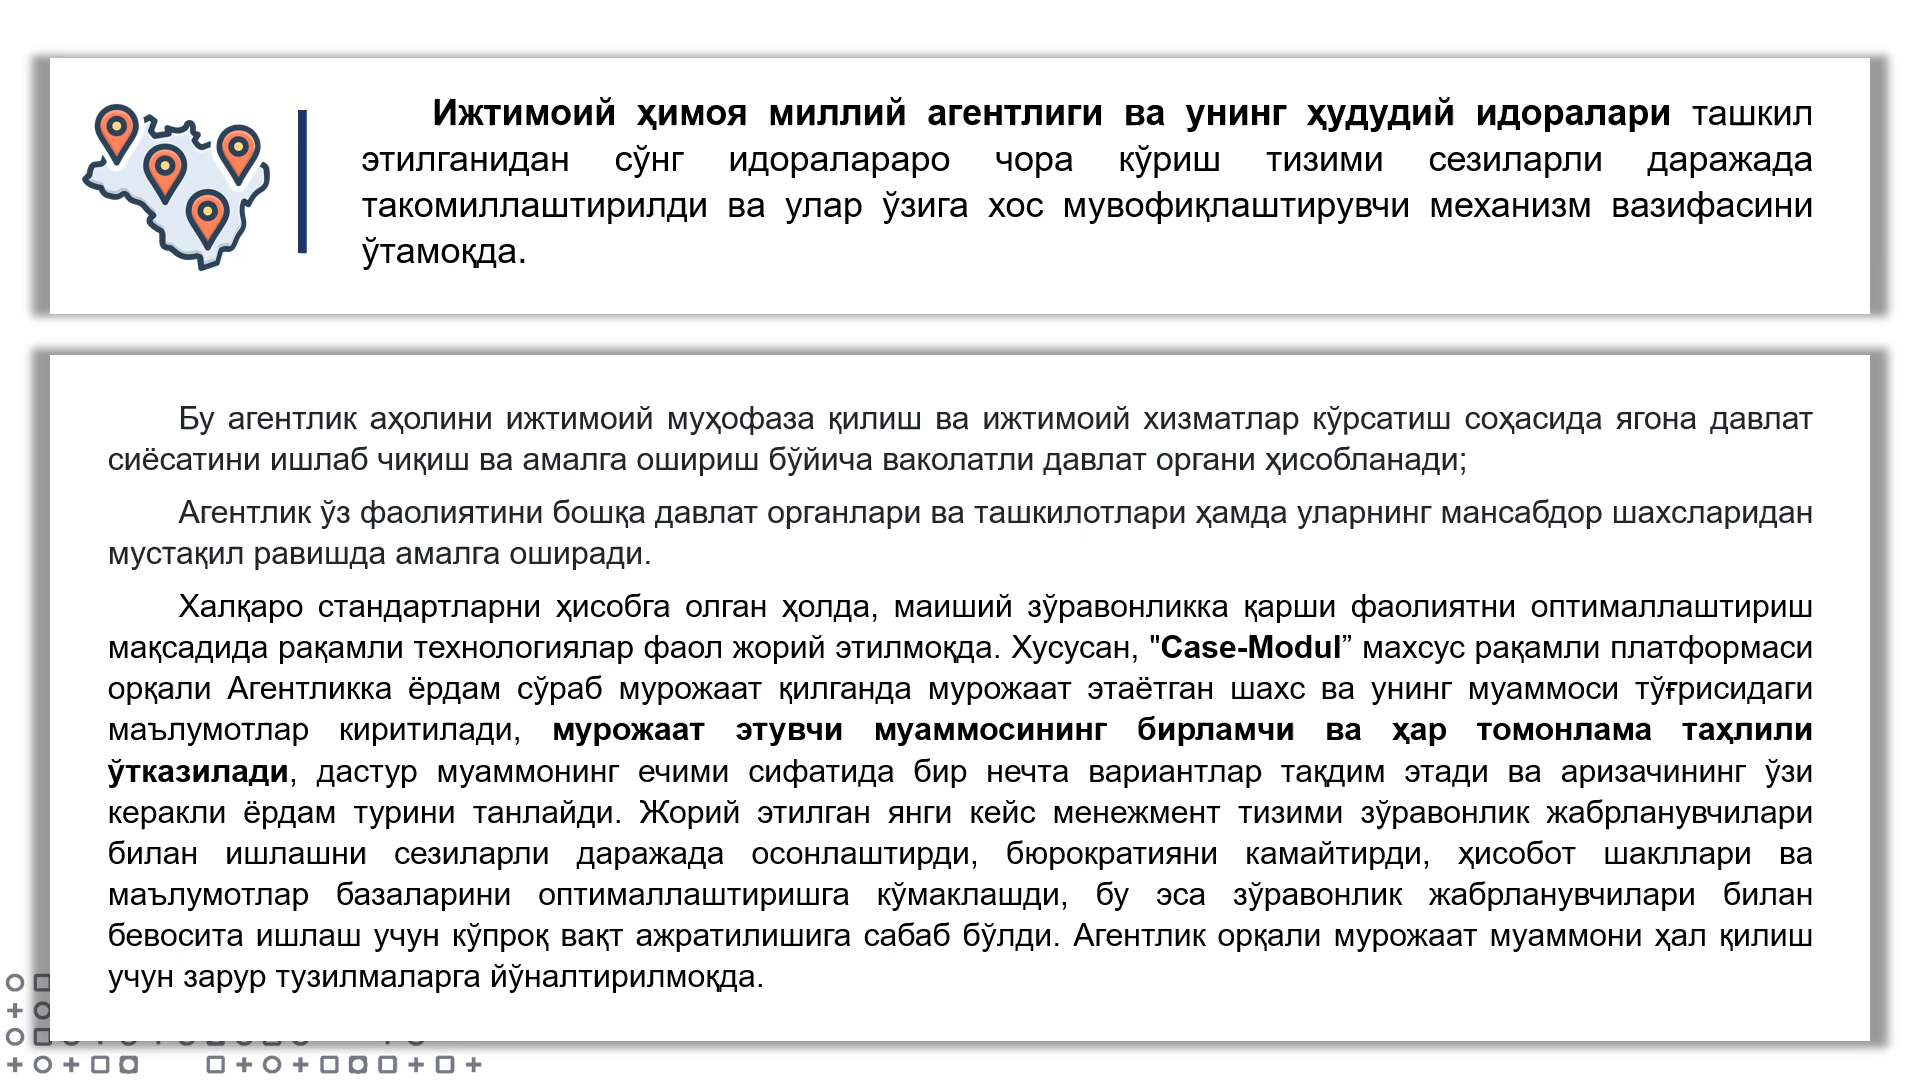 Ижтимоий ҳимоя миллий агентлиги ва унинг ҳудудий идоралари ташкил
этилганидан сўнг идоралараро чора кўриш тизими сезиларли даражада
такомиллаштирилди ва улар ўзига хос мувофиқлаштирувчи механизм вазифасини
ўтамоқда.
Бу агентлик аҳолини ижтимоий муҳофаза қилиш ва ижтимоий хизматлар кўрсатиш соҳасида ягона давлат
сиёсатини ишлаб чиқиш ва амалга ошириш бўйича ваколатли давлат органи ҳисобланади;
Агентлик ўз фаолиятини бошқа давлат органлари ва ташкилотлари ҳамда уларнинг мансабдор шахсларидан
мустақил равишда амалга оширади.
Халқаро стандартларни ҳисобга олган ҳолда, маиший зўравонликка қарши фаолиятни оптималлаштириш
мақсадида рақамли технологиялар фаол жорий этилмоқда. Хусусан, "Case-Modul” махсус рақамли платформаси
орқали Агентликка ёрдам сўраб мурожаат қилганда мурожаат этаётган шахс ва унинг муаммоси тўғрисидаги
маълумотлар киритилади, мурожаат этувчи муаммосининг бирламчи ва ҳар томонлама таҳлили
ўтказилади, дастур муаммонинг ечими сифатида бир нечта вариантлар тақдим этади ва аризачининг ўзи
керакли ёрдам турини танлайди. Жорий этилган янги кейс менежмент тизими зўравонлик жабрланувчилари
билан ишлашни сезиларли даражада осонлаштирди, бюрократияни камайтирди, ҳисобот шакллари ва
маълумотлар базаларини оптималлаштиришга кўмаклашди, бу эса зўравонлик жабрланувчилари билан
бевосита ишлаш учун кўпроқ вақт ажратилишига сабаб бўлди. Агентлик орқали мурожаат муаммони ҳал қилиш
учун зарур тузилмаларга йўналтирилмоқда.